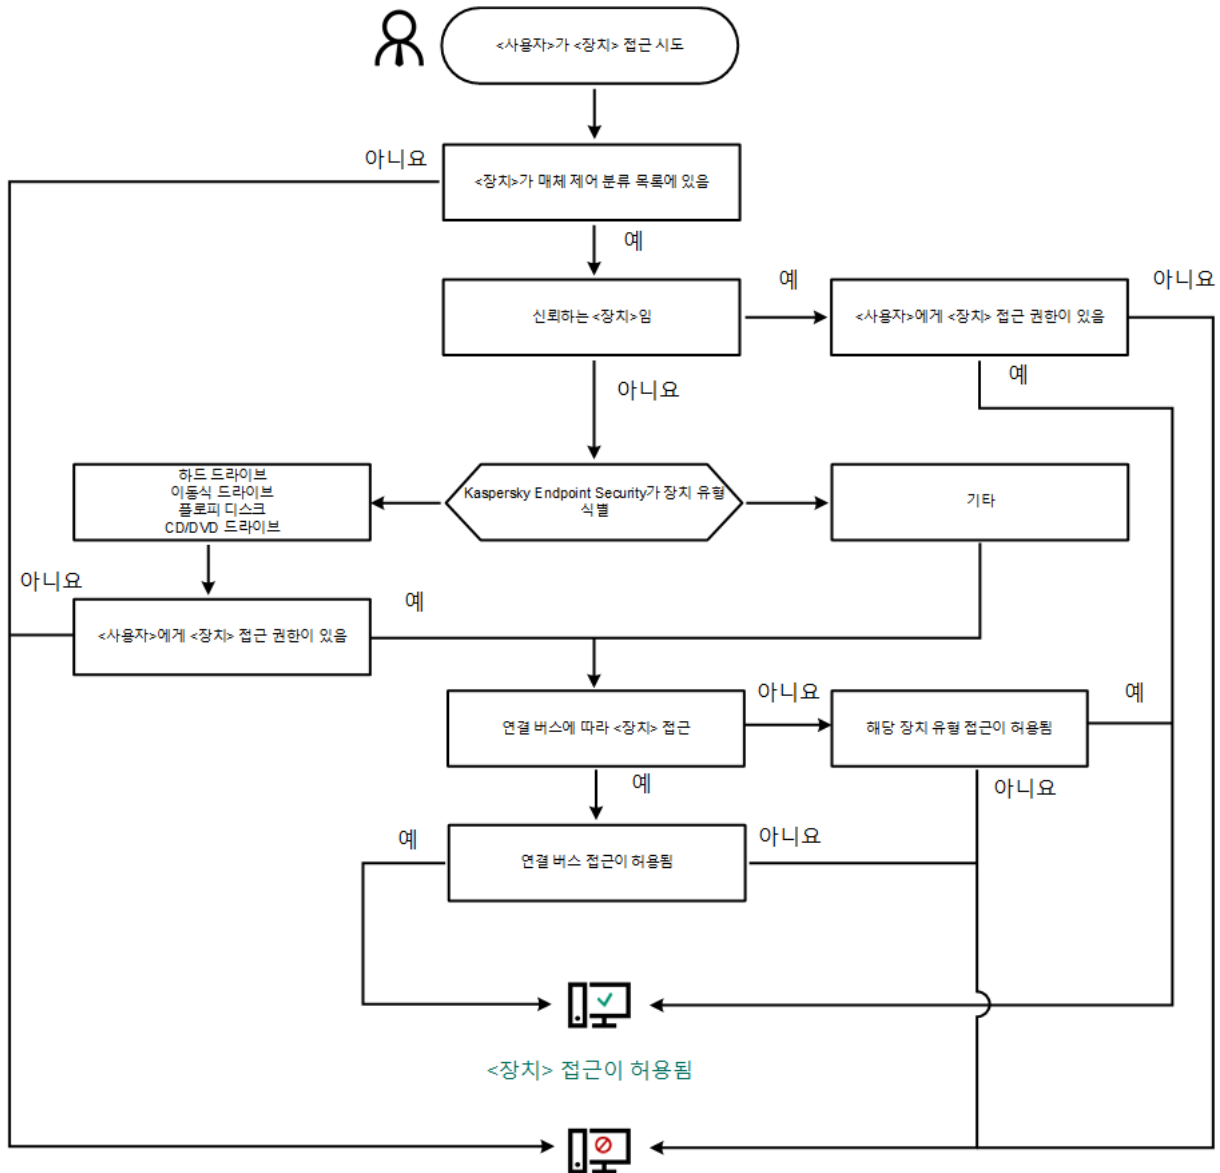 <사용자>가 <장치> 접근 시도
아니요
<장치>가 매체 제어 분류 목록에 있음
예
예
아니요
신뢰하는 <장치>임
<사용자>에게 <장치> 접근 권한이 있음
아니요
예
하드 드라이브
이동식 드라이브
플로피 디스크
CD/DVD 드라이브
Kaspersky Endpoint Security가 장치 유형
식별
기타
아니요
예
<사용자>에게 <장치> 접근 권한이 있음
아니요
예
연결 버스에 따라 <장치> 접근
해당 장치 유형 접근이 허용됨
예
아니요
예
아니요
연결 버스 접근이 허용됨
<장치> 접근이 허용됨